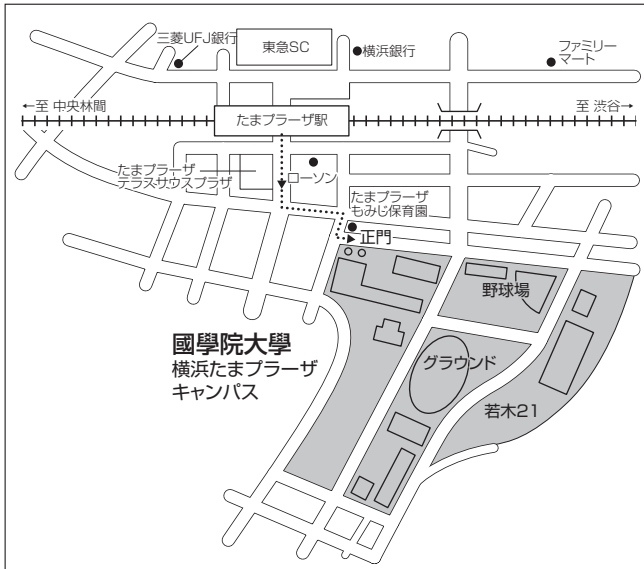 三菱UFJ銀行
東急SC
横浜銀行
ファミリー
マート
←至 中央林間
至 渋谷→
たまプラーザ駅
たまプラーザ
テラスサウスプラザ
ローソン
たまプラーザ
もみじ保育園
正門
野球場
國學院大學
横浜たまプラーザ
キャンパス
グラウンド
若木21